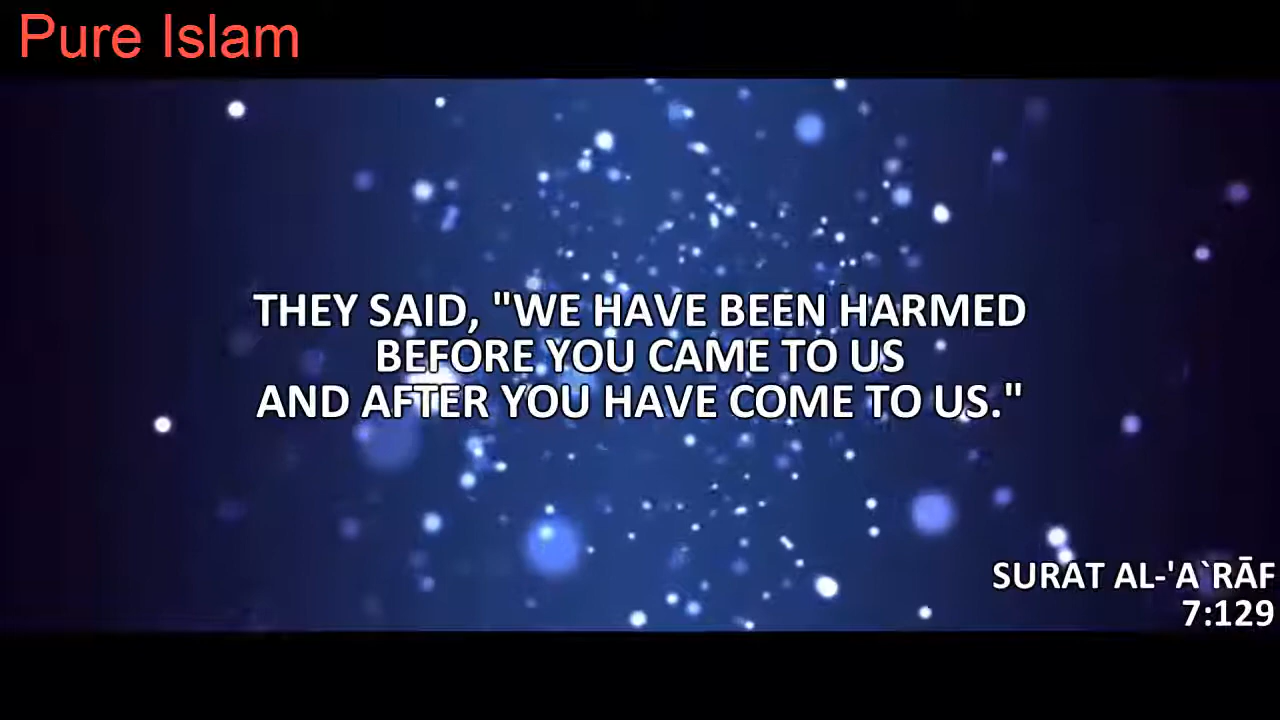 Pure Islam
THEY SAID, "WE HAVE BEEN HARMED
BEFORE YOU CAME TO US
AND AFTER YOU HAVE COME TO US."
SURAT AL-'A`RĀF
7:129